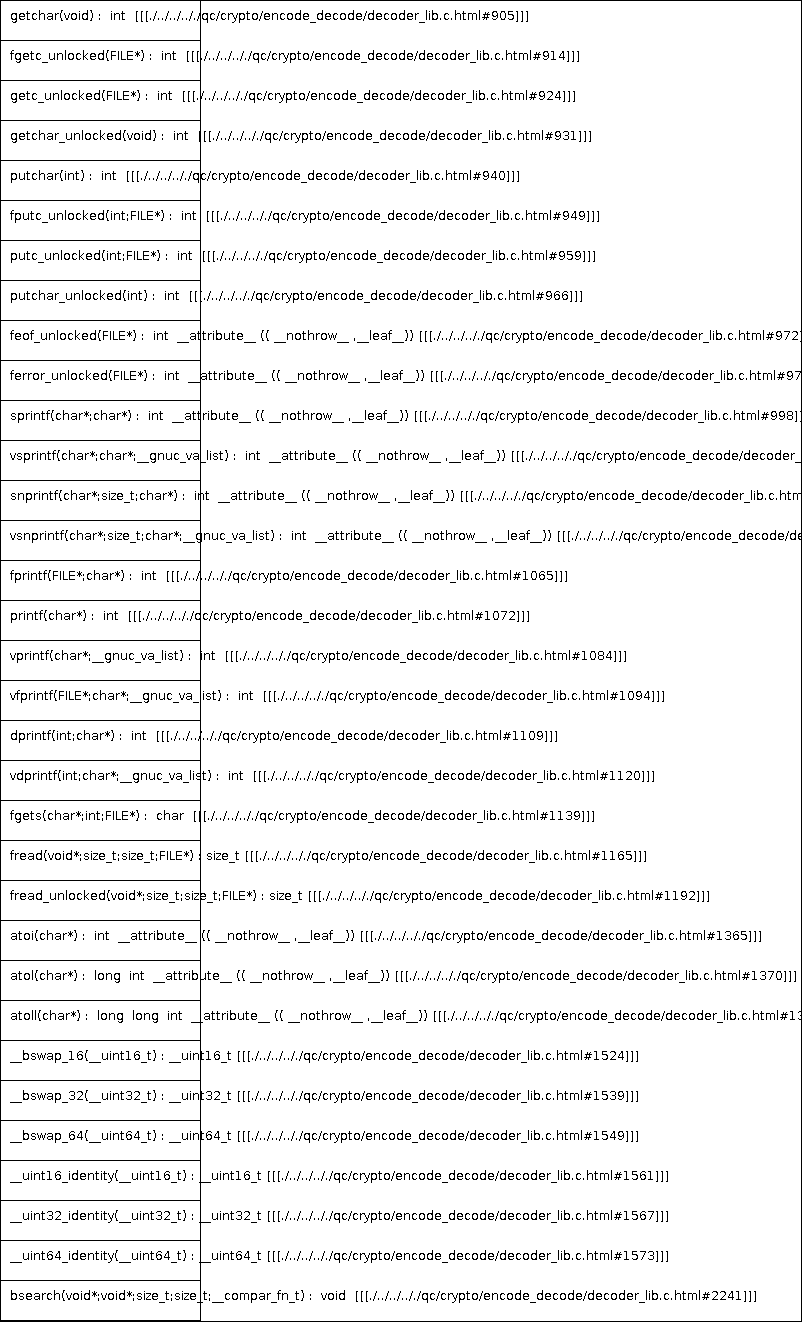 getchar(void) : int [[[./../../../qc/crypto/encode_decode/decoder_lib.c.html#905]]]
fgetc_unlocked(FILE*) : int [[[./../../.././qc/crypto/encode_decode/decoder_lib.c.html#914]]]
getc_unlocked(FILE*) : int [[[./../../.././qc/crypto/encode_decode/decoder_lib.c.html#924]]]
getchar_unlocked(void) : int [[[./../../.././qc/crypto/encode_decode/decoder_lib.c.html#931]]]
putchar(int) : int [[[./../../.././qc/crypto/encode_decode/decoder_lib.c.html#940]]]
fputc_unlocked(int;FILE*) : int [[[./../../.././qc/crypto/encode_decode/decoder_lib.c.html#949]]]
putc_unlocked(int;FILE*) : int [[[./../../.././qc/crypto/encode_decode/decoder_lib.c.html#959]]]
putchar_unlocked(int) : int [[[./../../.././qc/crypto/encode_decode/decoder_lib.c.html#966]]]
feof_unlocked(FILE*) : int __attribute__ (( __nothrow__ ,__leaf__)) [[[./../../.././qc/crypto/encode_decode/decoder_lib.c.html#972]
ferror_unlocked(FILE*) : int __attribute__ (( __nothrow__ ,__leaf__)) [[[./../../.././qc/crypto/encode_decode/decoder_lib.c.html#97
sprintf(char*;char*) : int __attribute__ (( __nothrow__ ,__leaf__)) [[[./../../.././qc/crypto/encode_decode/decoder_lib.c.html#998]]]
vsprintf(char*;char*;__gnuc_va_list) : int __attribute__ (( __nothrow__ ,__leaf__)) [[[./../../.././qc/crypto/encode_decode/decoder_
snprintf(char*;size_t;char*) : int __attribute__ (( __nothrow__ ,__leaf__)) [[[./../../.././qc/crypto/encode_decode/decoder_lib.c.htm
vsnprintf(char*;size_t;char*;__gnuc_va_list) : int __attribute__ (( __nothrow__ ,__leaf__)) [[[./../../.././qc/crypto/encode_decode/de
fprintf(FILE*;char*) : int [[[./../../.././qc/crypto/encode_decode/decoder_lib.c.html#1065]]]
printf(char*) : int [[[./../../.././qc/crypto/encode_decode/decoder_lib.c.html#1072]]]
vprintf(char*;__gnuc_va_list) : int [[[./../../.././qc/crypto/encode_decode/decoder_lib.c.html#1084]]]
vfprintf(FILE*;char*;__gnuc_va_list) : int [[[./../../.././qc/crypto/encode_decode/decoder_lib.c.html#1094]]]
dprintf(int;char*) : int [[[./../../.././qc/crypto/encode_decode/decoder_lib.c.html#1109]]]
vdprintf(int;char*;__gnuc_va_list) : int [[[./../../.././qc/crypto/encode_decode/decoder_lib.c.html#1120]]]
fgets(char*;int;FILE*) : char [[[./../../.././qc/crypto/encode_decode/decoder_lib.c.html#1139]]]
fread(void*;size_t;size_t;FILE*) : size_t [[[./../../.././qc/crypto/encode_decode/decoder_lib.c.html#1165]]]
fread_unlocked(void*;size_t;size_t;FILE*) : size_t [[[./../../.././qc/crypto/encode_decode/decoder_lib.c.html#1192]]]
atoi(char*) : int __attribute__ (( __nothrow__ ,__leaf__)) [[[./../../.././qc/crypto/encode_decode/decoder_lib.c.html#1365]]]
atol(char*) : long int __attribute__ (( __nothrow__ ,__leaf__)) [[[./../../.././qc/crypto/encode_decode/decoder_lib.c.html#1370]]]
atoll(char*) : long long int __attribute__ (( __nothrow__ ,__leaf__)) [[[./../../.././qc/crypto/encode_decode/decoder_lib.c.html#13
__bswap_16(__uint16_t) : __uint16_t [[[./../../.././qc/crypto/encode_decode/decoder_lib.c.html#1524]]]
__bswap_32(__uint32_t) : __uint32_t [[[./../../.././qc/crypto/encode_decode/decoder_lib.c.html#1539]]]
__bswap_64(__uint64_t) : __uint64_t [[[./../../.././qc/crypto/encode_decode/decoder_lib.c.html#1549]]]
__uint16_identity(__uint16_t) : __uint16_t [[[./../../.././qc/crypto/encode_decode/decoder_lib.c.html#1561]]]
__uint32_identity(__uint32_t) : __uint32_t [[[./../../.././qc/crypto/encode_decode/decoder_lib.c.html#1567]]]
__uint64_identity(__uint64_t) : __uint64_t [[[./../../.././qc/crypto/encode_decode/decoder_lib.c.html#1573]]]
bsearch(void*;void*;size_t;size_t;__compar_fn_t) : void [[[./../../.././qc/crypto/encode_decode/decoder_lib.c.html#2241]]]